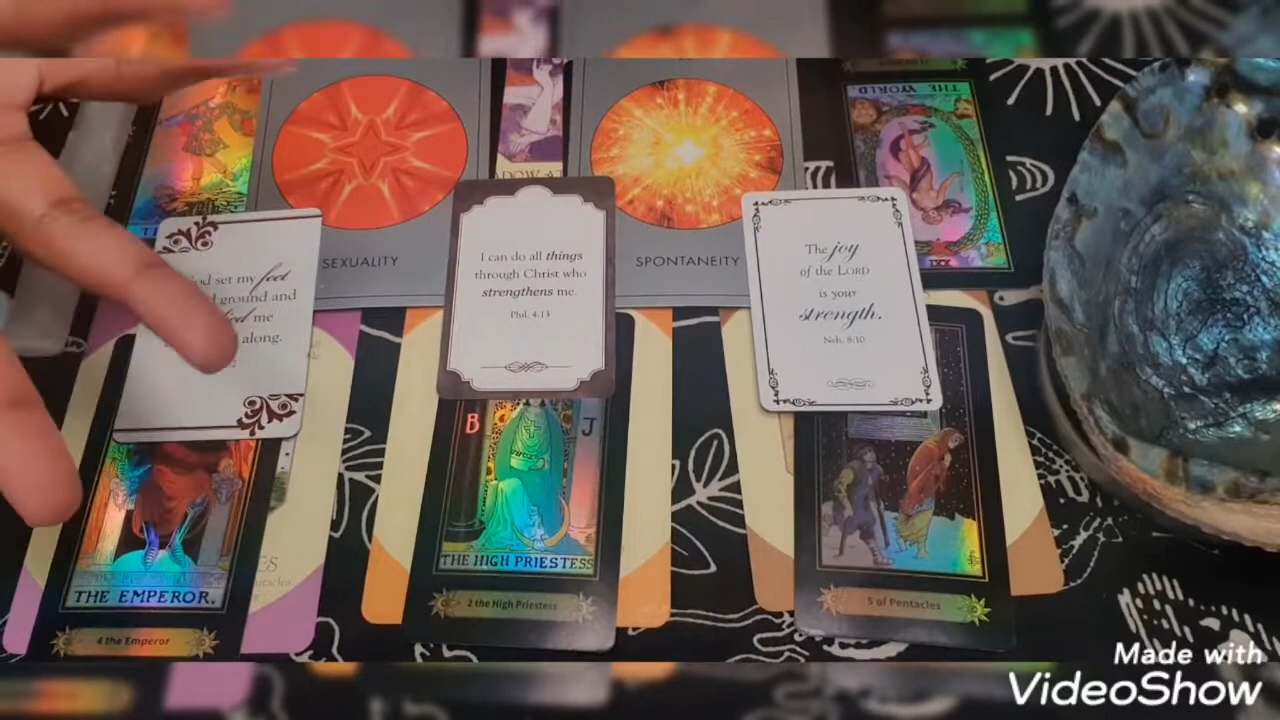 THE WORLD
XXI
SEXUALITY
SPONTANEITY
God set my feet
ground and
me
along.
I can do all things
through Christ who
strengthens me.
Phil. 4:13
The joy
of the LORD
is your
strength.
Neh. 8:10
B
J
THE EMPEROR.
4 the Emperor
THE HIGH PRIESTESS
2 the High Priestess
5 of Pentacles
Made with
VideoShow